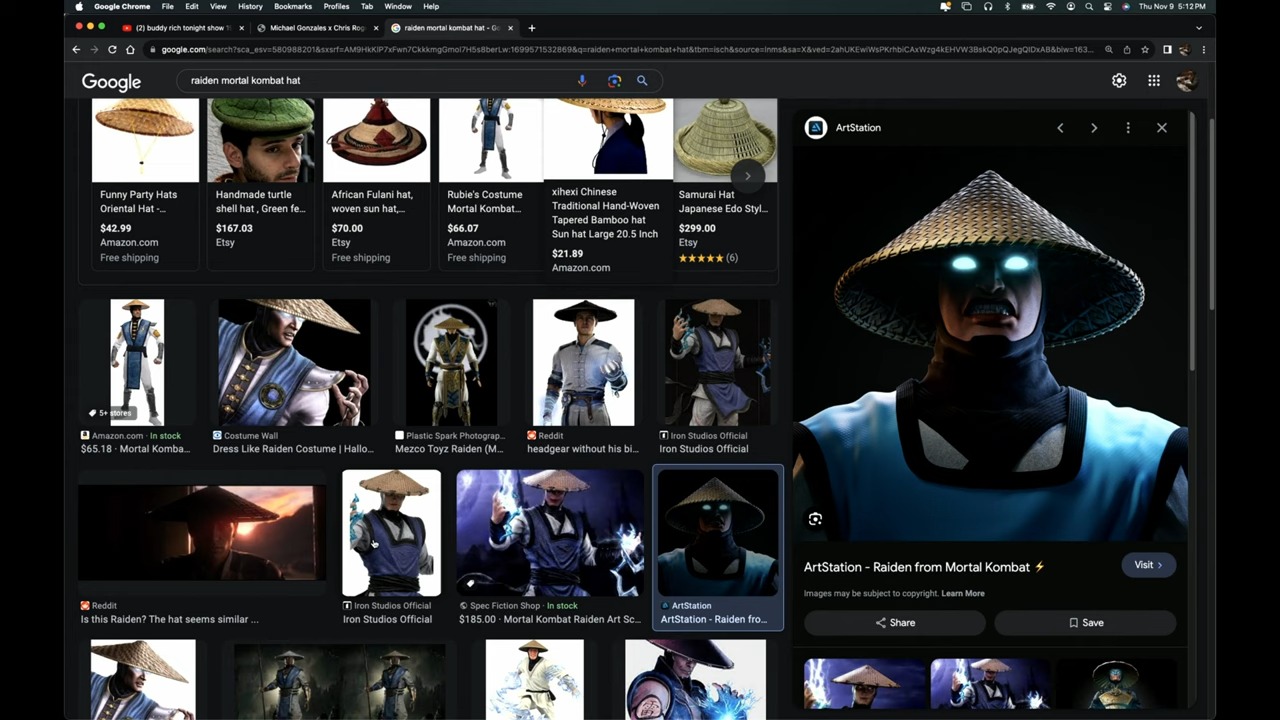 Google Chrome File Edit View History Bookmarks Profiles Tab Window Help Thu Nov 9 5:12 PM
(2) buddy rich tonight show 1
Michael Gonzales x Chris Rog
raiden mortal kombat hat - Go
Google
raiden mortal kombat hat
Funny Party Hats
Oriental Hat -...
$42.99
Amazon.com
Free shipping
Handmade turtle
shell hat , Green fe...
$167.03
Etsy
African Fulani hat,
woven sun hat,...
$70.00
Etsy
Free shipping
Rubie's Costume
Mortal Kombat...
$66.07
Amazon.com
Free shipping
xihexi Chinese
Traditional Hand-Woven
Tapered Bamboo hat
Sun hat Large 20.5 Inch
$21.89
Amazon.com
Samurai Hat
Japanese Edo Styl...
$299.00
Etsy
(6)
5+ stores
Amazon.com · In stock
$65.18 · Mortal Komba...
Costume Wall
Dress Like Raiden Costume | Hallo...
Plastic Spark Photograp...
Mezco Toyz Raiden (M...
Reddit
headgear without his bi...
Iron Studios Official
Iron Studios Official
Reddit
Is this Raiden? The hat seems similar ...
Iron Studios Official
Iron Studios Official
Spec Fiction Shop · In stock
$185.00 · Mortal Kombat Raiden Art Sc...
ArtStation
ArtStation - Raiden fro...
ArtStation
ArtStation - Raiden from Mortal Kombat ⚡
Visit
Images may be subject to copyright. Learn More
Share
Save